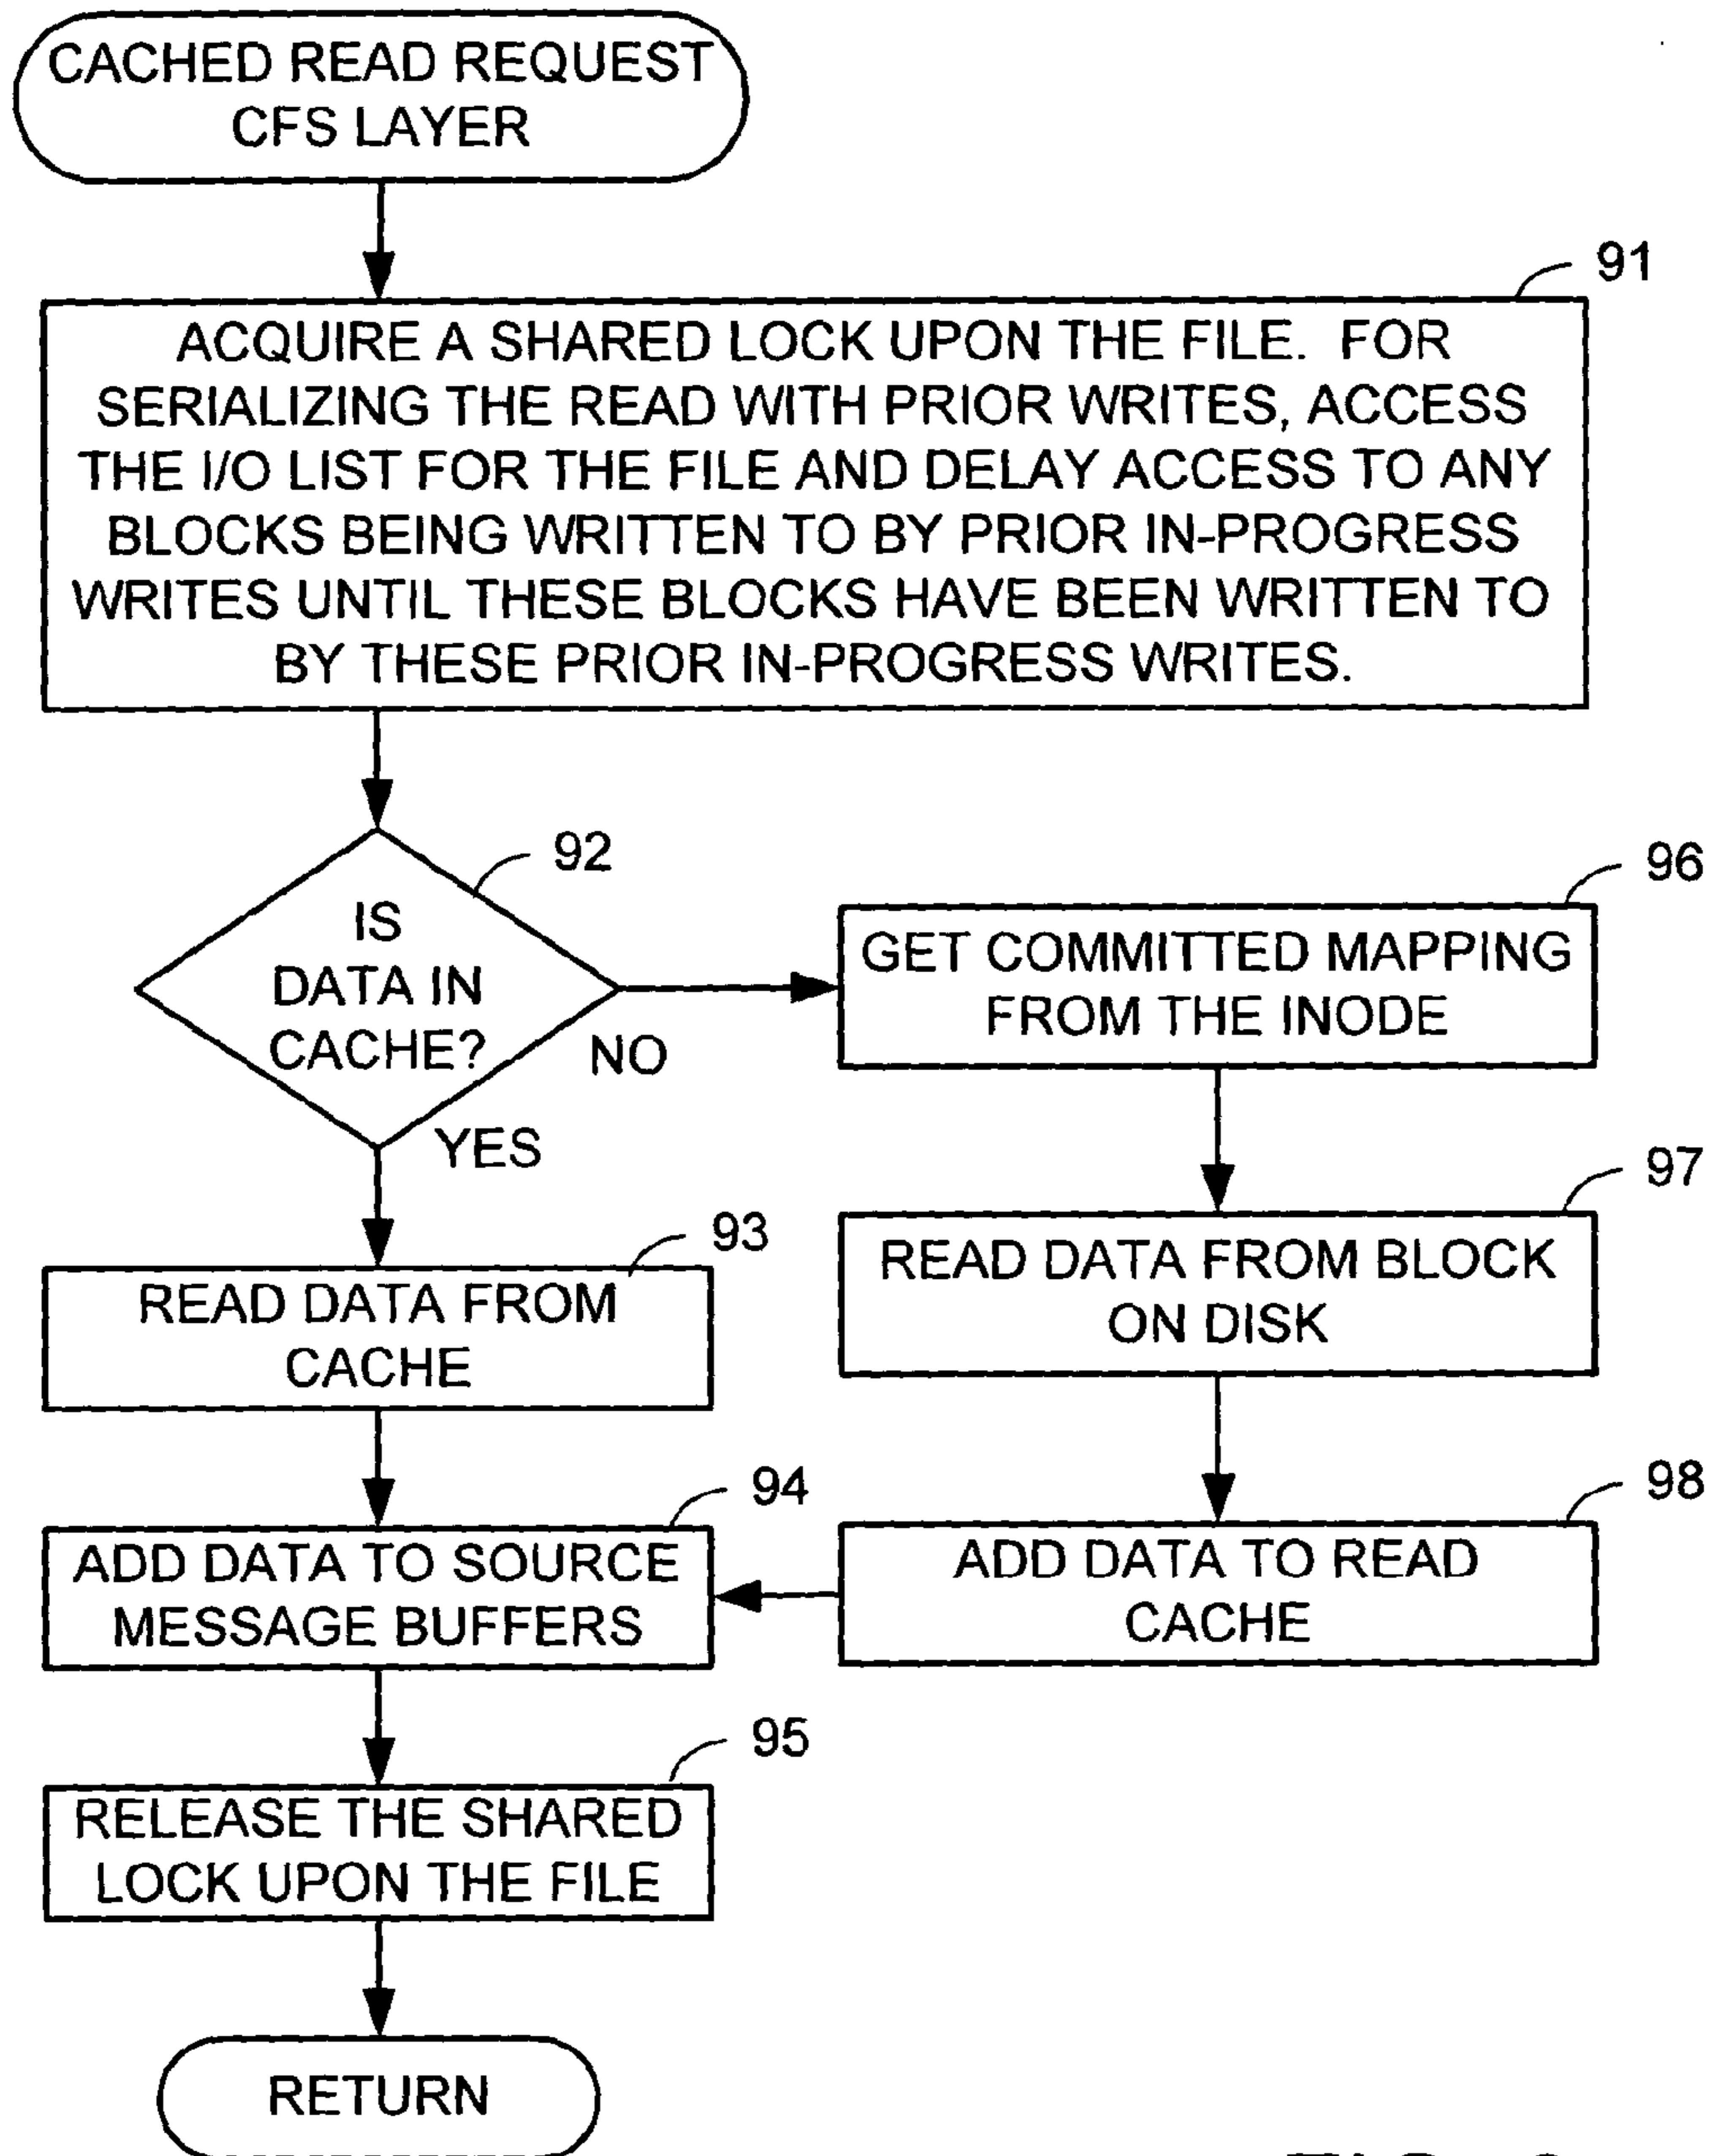 CACHED READ REQUEST
CFS LAYER
91
ACQUIRE A SHARED LOCK UPON THE FILE. FOR
SERIALIZING THE READ WITH PRIOR WRITES, ACCESS
THE I/O LIST FOR THE FILE AND DELAY ACCESS TO ANY
BLOCKS BEING WRITTEN TO BY PRIOR IN-PROGRESS
WRITES UNTIL THESE BLOCKS HAVE BEEN WRITTEN TO
BY THESE PRIOR IN-PROGRESS WRITES.
92
IS
DATA IN
CACHE?
NO
YES
96
GET COMMITTED MAPPING
FROM THE INODE
97
READ DATA FROM BLOCK
ON DISK
93
READ DATA FROM
CACHE
98
ADD DATA TO READ
CACHE
94
ADD DATA TO SOURCE
MESSAGE BUFFERS
95
RELEASE THE SHARED
LOCK UPON THE FILE
RETURN